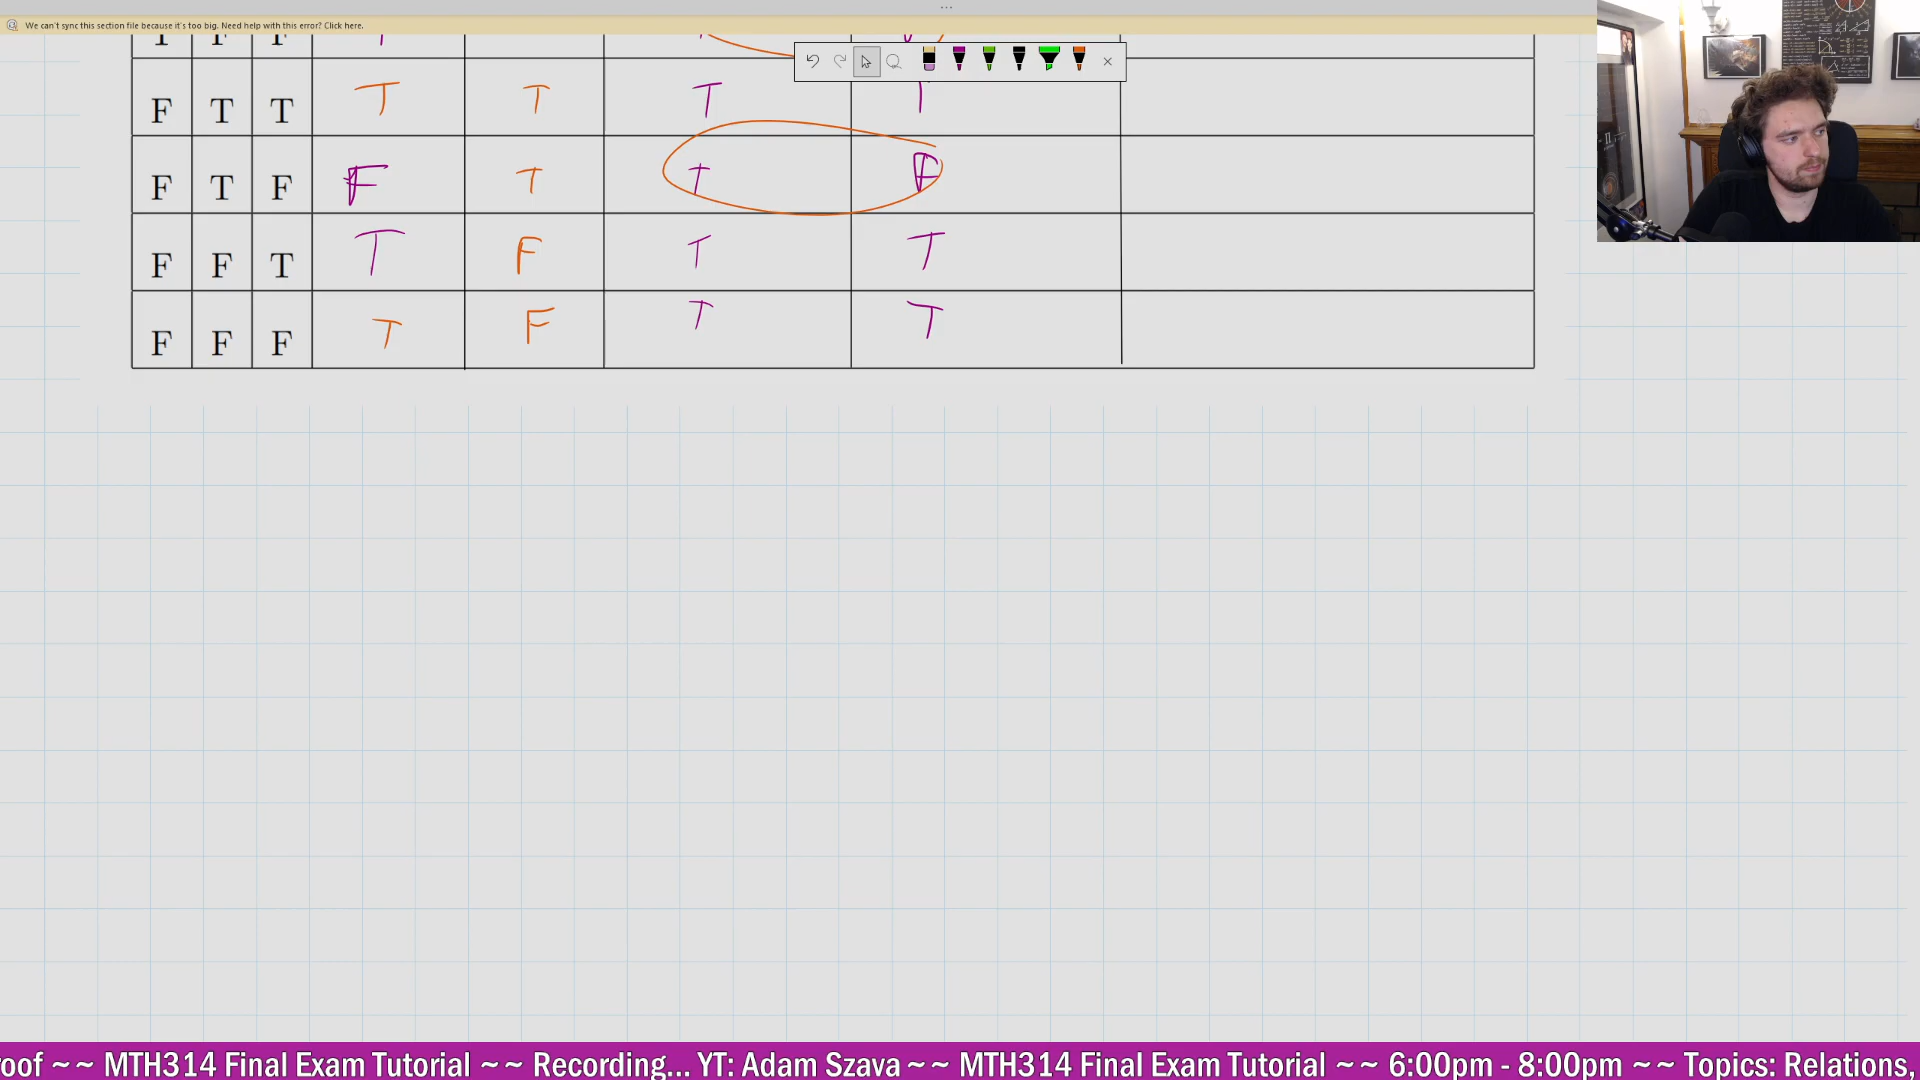 ...
We can't sync this section file because it's too big. Need help with this error? Click here.
F T T T T T T
F T F F T T F
F F T T F T T
F F F T F T T
oof ~~ MTH314 Final Exam Tutorial ~~ Recording... YT: Adam Szava ~~ MTH314 Final Exam Tutorial ~~ 6:00pm - 8:00pm ~~ Topics: Relations,